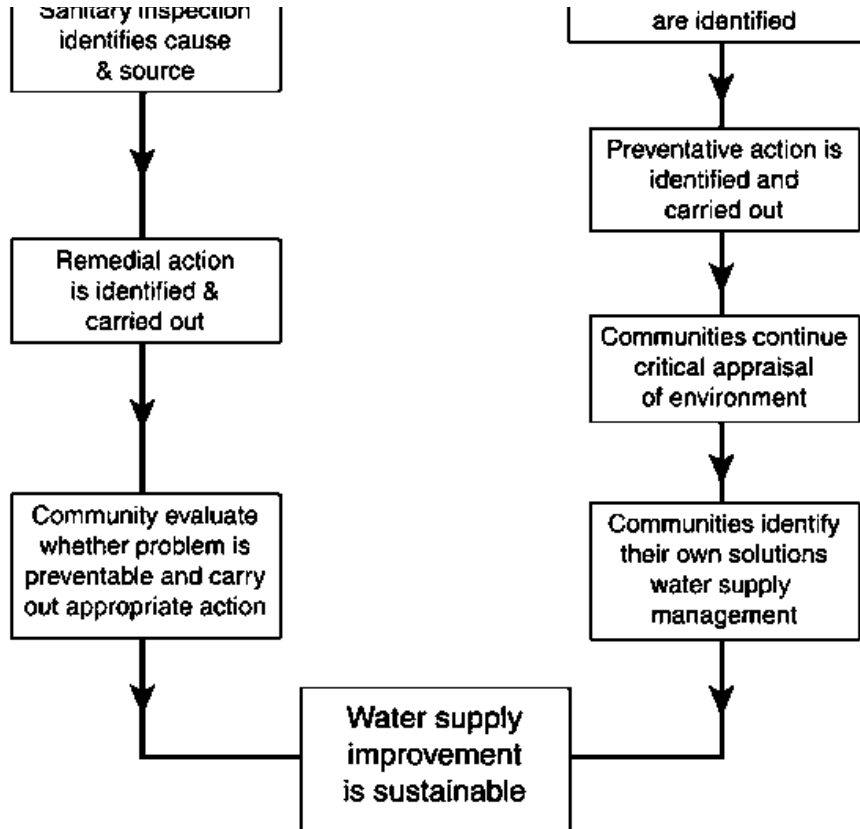 Sanitary inspection
identifies cause
& source
Remedial action
is identified &
carried out
Community evaluate
whether problem is
preventable and carry
out appropriate action
are identified
Preventative action is
identified and
carried out
Communities continue
critical appraisal
of environment
Communities identify
their own solutions
water supply
management
Water supply
improvement
is sustainable